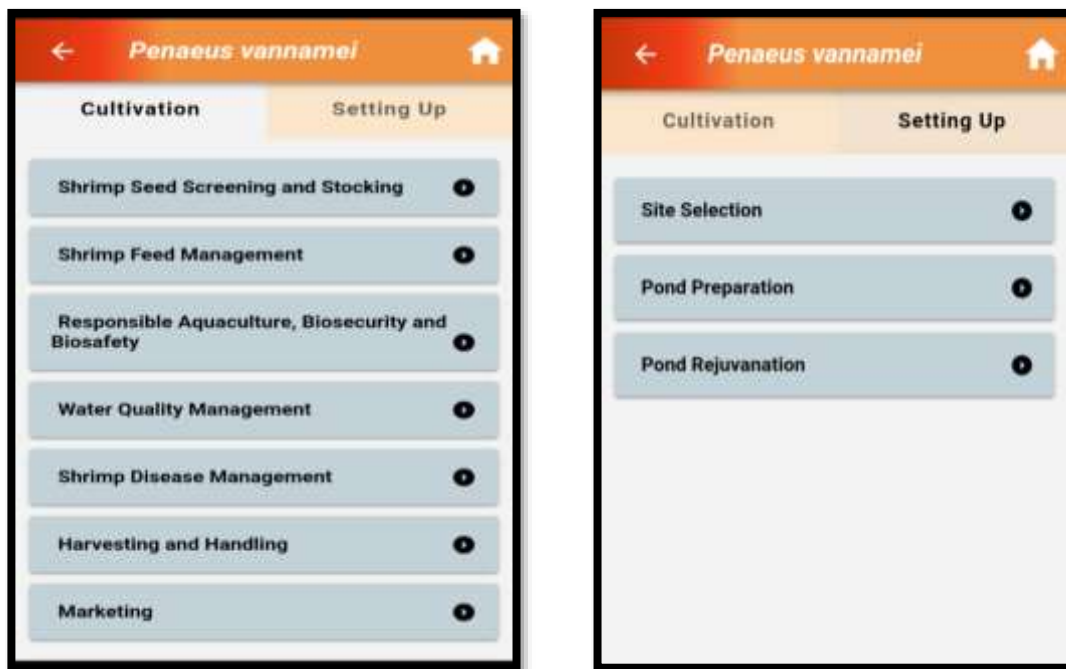 Penaeus vannamei
Cultivation Setting Up
Shrimp Seed Screening and Stocking
Shrimp Feed Management
Responsible Aquaculture, Biosecurity and
Biosafety
Water Quality Management
Shrimp Disease Management
Harvesting and Handling
Marketing
Penaeus vannamei
Cultivation Setting Up
Site Selection
Pond Preparation
Pond Rejuvanation